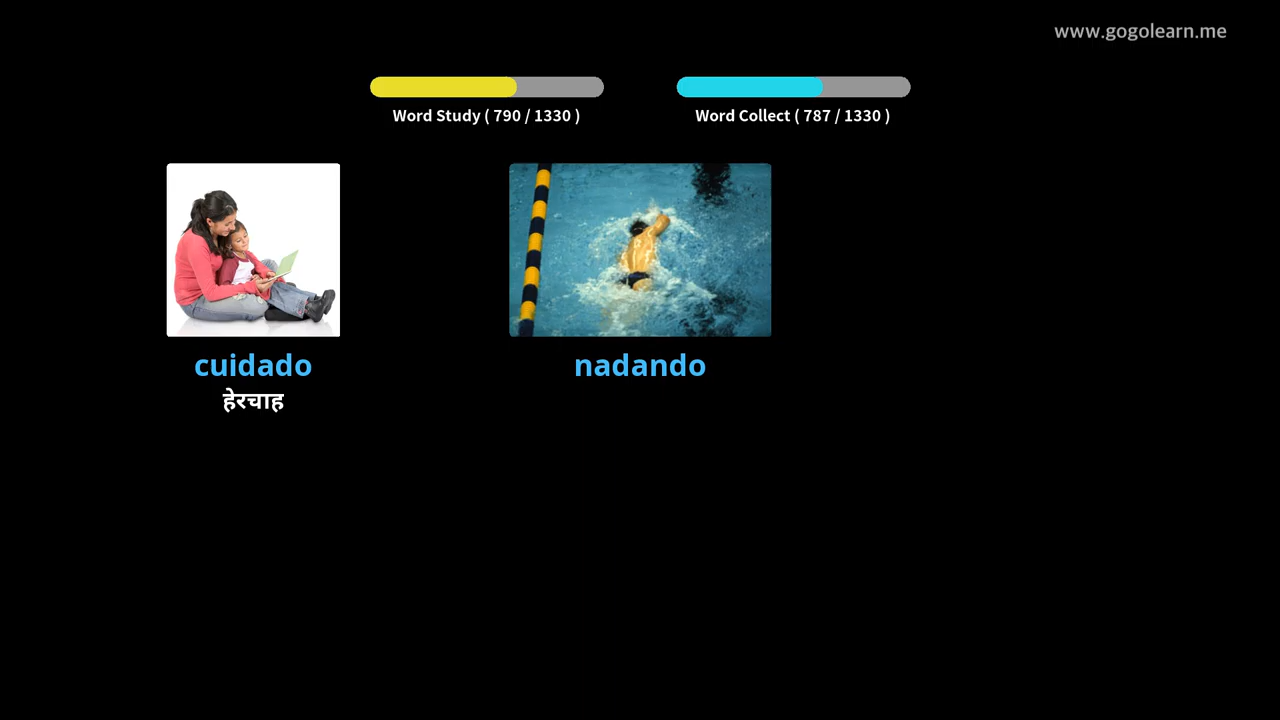 www.gogolearn.me
Word Study ( 790 / 1330 )
Word Collect ( 787 / 1330 )
cuidado
हेरचाह
nadando